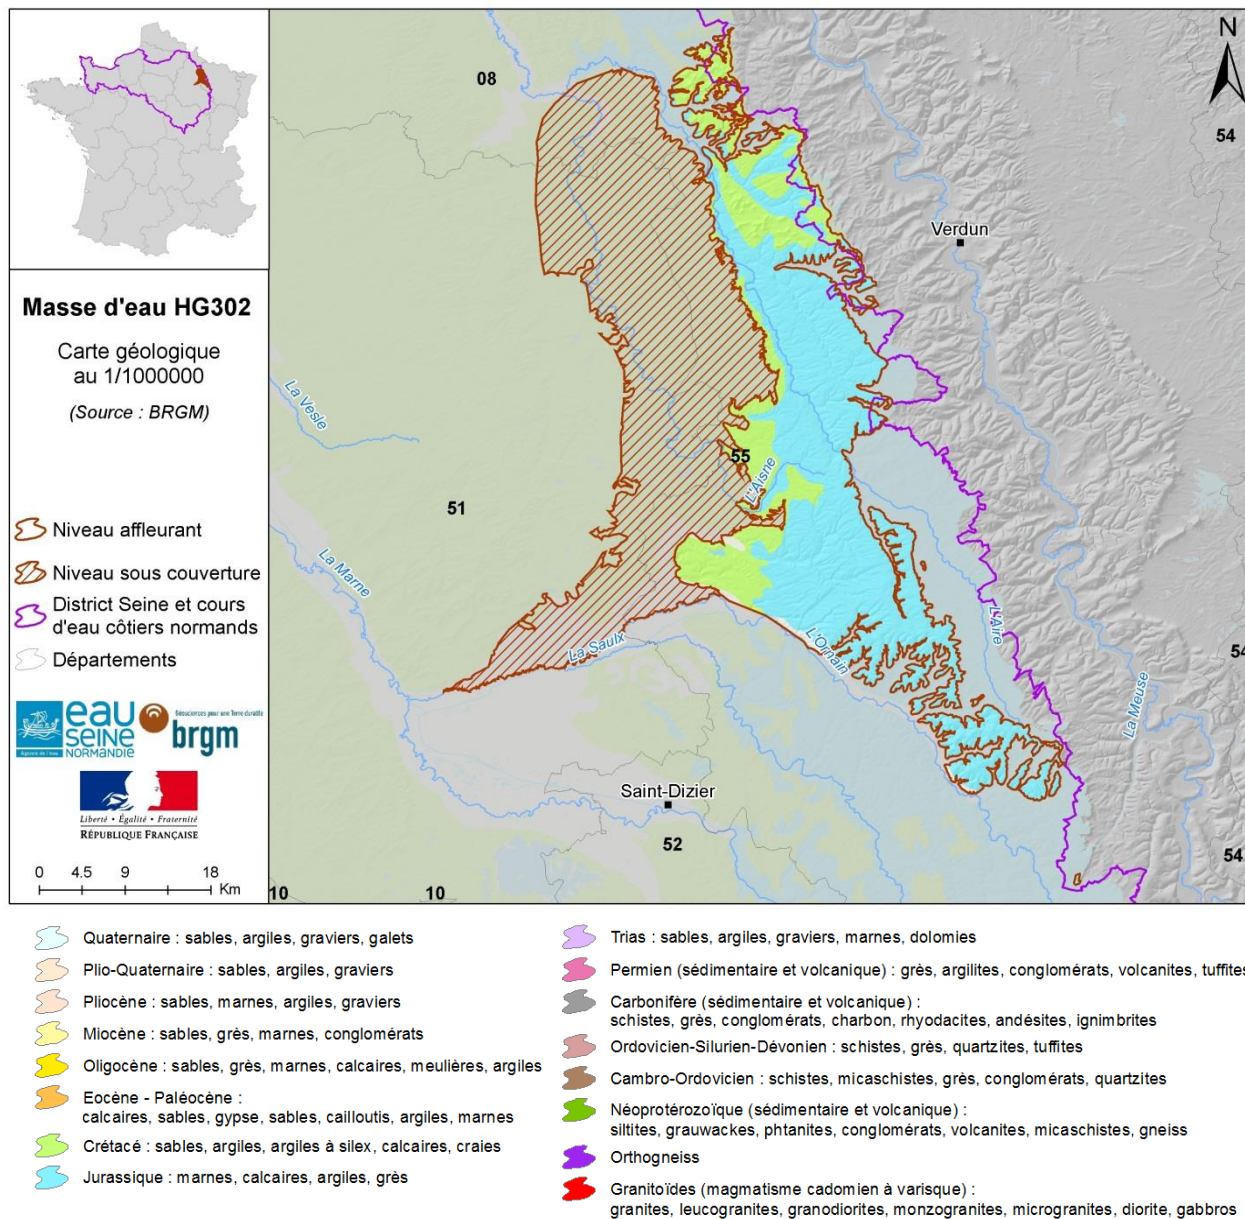 Masse d'eau HG302
Carte géologique
au 1/1000000
(Source : BRGM)
Niveau affleurant
Niveau sous couverture
District Seine et cours
d'eau côtiers normands
Départements
eau
SEINE
NORMANDIE
Agence de l'eau
Géosciences pour une Terre durable
brgm
Liberté • Égalité • Fraternité
RÉPUBLIQUE FRANÇAISE
0 4.5 9 18
Km
N
08
54
Verdun
La Vesle
55
L'Aisne
51
La Marne
La Saulx
L'Ornain
L'Aire
54
La Meuse
Saint-Dizier
52
54
10
10
Quaternaire : sables, argiles, graviers, galets
Plio-Quaternaire : sables, argiles, graviers
Pliocène : sables, marnes, argiles, graviers
Miocène : sables, grès, marnes, conglomérats
Oligocène : sables, grès, marnes, calcaires, meulières, argiles
Eocène - Paléocène :
calcaires, sables, gypse, sables, cailloutis, argiles, marnes
Crétacé : sables, argiles, argiles à silex, calcaires, craies
Jurassique : marnes, calcaires, argiles, grès
Trias : sables, argiles, graviers, marnes, dolomies
Permien (sédimentaire et volcanique) : grès, argilites, conglomérats, volcanites, tuffites
Carbonifère (sédimentaire et volcanique) :
schistes, grès, conglomérats, charbon, rhyodacites, andésites, ignimbrites
Ordovicien-Silurien-Dévonien : schistes, grès, quartzites, tuffites
Cambro-Ordovicien : schistes, micaschistes, grès, conglomérats, quartzites
Néoprotérozoïque (sédimentaire et volcanique) :
siltites, grauwackes, phtanites, conglomérats, volcanites, micaschistes, gneiss
Orthogneiss
Granitoïdes (magmatisme cadomien à varisque) :
granites, leucogranites, granodiorites, monzogranites, microgranites, diorite, gabbros